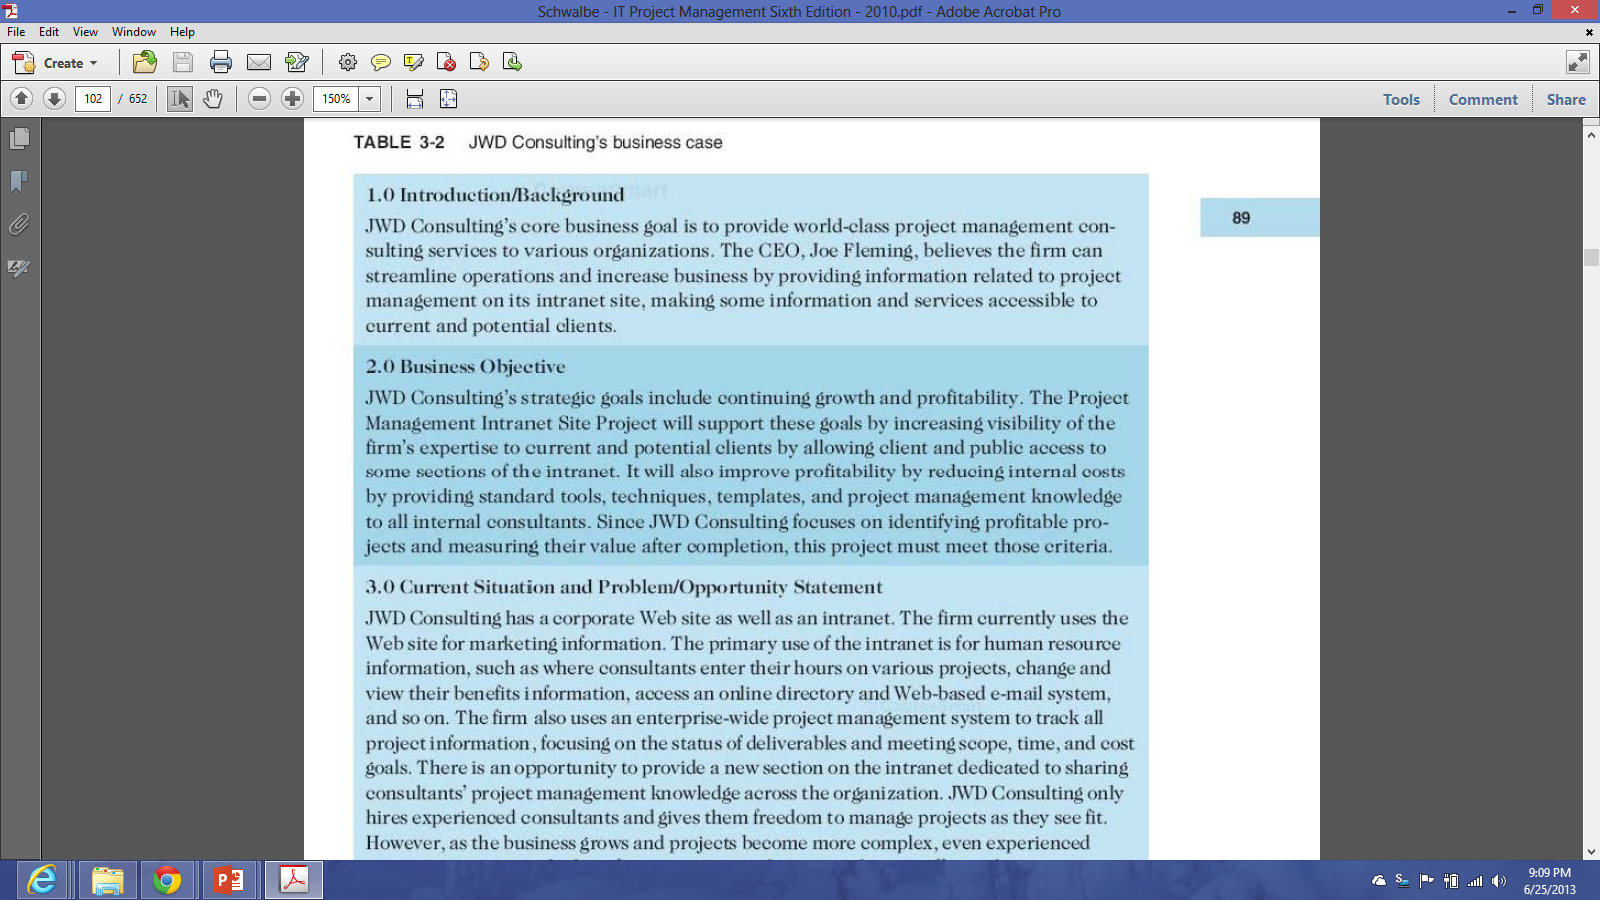 Schwalbe - IT Project Management Sixth Edition - 2010.pdf - Adobe Acrobat Pro
File Edit View Window Help
Create
102 / 652 150% Tools Comment Share
TABLE 3-2 JWD Consulting's business case
1.0 Introduction/Background
JWD Consulting's core business goal is to provide world-class project management con-
sulting services to various organizations. The CEO, Joe Fleming, believes the firm can
streamline operations and increase business by providing information related to project
management on its intranet site, making some information and services accessible to
current and potential clients.
89
2.0 Business Objective
JWD Consulting's strategic goals include continuing growth and profitability. The Project
Management Intranet Site Project will support these goals by increasing visibility of the
firm's expertise to current and potential clients by allowing client and public access to
some sections of the intranet. It will also improve profitability by reducing internal costs
by providing standard tools, techniques, templates, and project management knowledge
to all internal consultants. Since JWD Consulting focuses on identifying profitable pro-
jects and measuring their value after completion, this project must meet those criteria.
3.0 Current Situation and Problem/Opportunity Statement
JWD Consulting has a corporate Web site as well as an intranet. The firm currently uses the
Web site for marketing information. The primary use of the intranet is for human resource
information, such as where consultants enter their hours on various projects, change and
view their benefits information, access an online directory and Web-based e-mail system,
and so on. The firm also uses an enterprise-wide project management system to track all
project information, focusing on the status of deliverables and meeting scope, time, and cost
goals. There is an opportunity to provide a new section on the intranet dedicated to sharing
consultants' project management knowledge across the organization. JWD Consulting only
hires experienced consultants and gives them freedom to manage projects as they see fit.
However, as the business grows and projects become more complex, even experienced
9:09 PM
6/25/2013